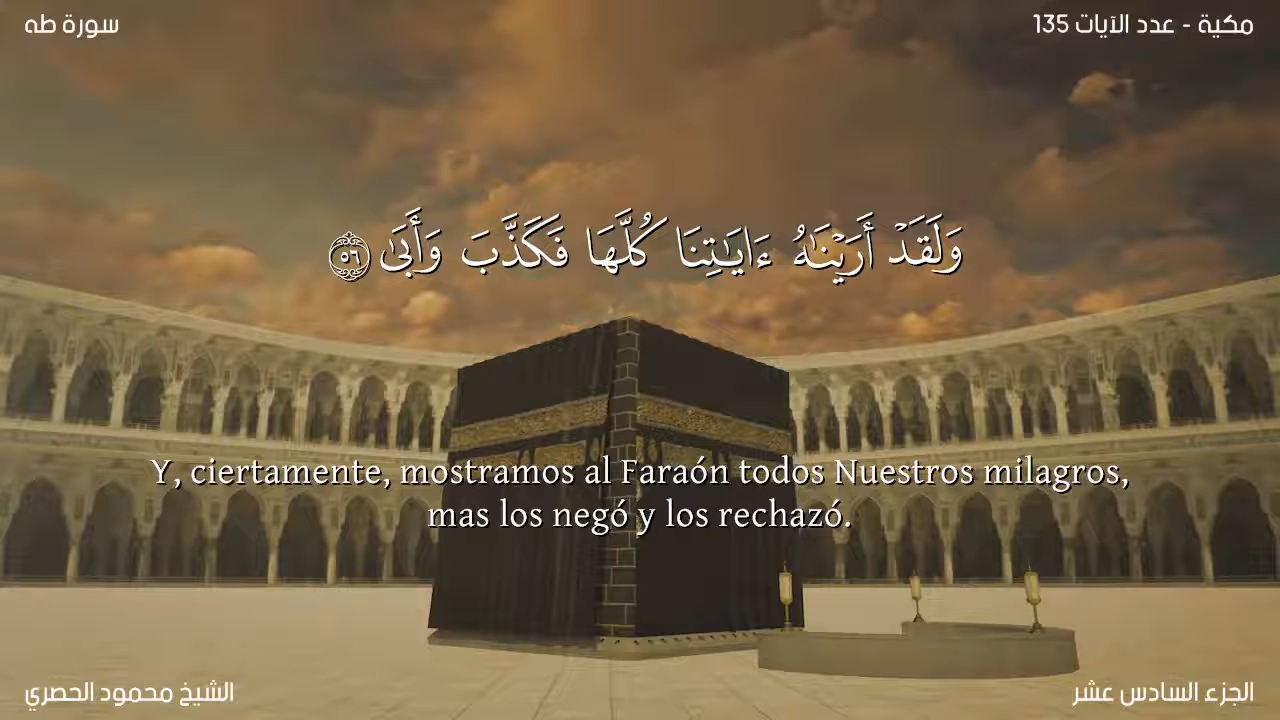 سورة طه
مكية - عدد الآيات 135
وَلَقَدْ أَرَيْنَٰهُ ءَايَٰتِنَا كُلَّهَا فَكَذَّبَ وَأَبَىٰ ٥٦
Y, ciertamente, mostramos al Faraón todos Nuestros milagros,
mas los negó y los rechazó.
الشيخ محمود الحصري
الجزء السادس عشر